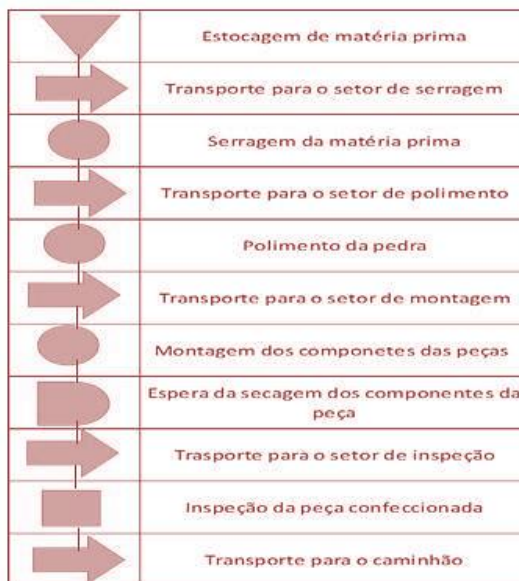 Estocagem de matéria prima
Transporte para o setor de serragem
Serragem da matéria prima
Transporte para o setor de polimento
Polimento da pedra
Transporte para o setor de montagem
Montagem dos componetes das peças
Espera da secagem dos componentes da
peça
Trasporte para o setor de inspeção
Inspeção da peça confeccionada
Transporte para o caminhão